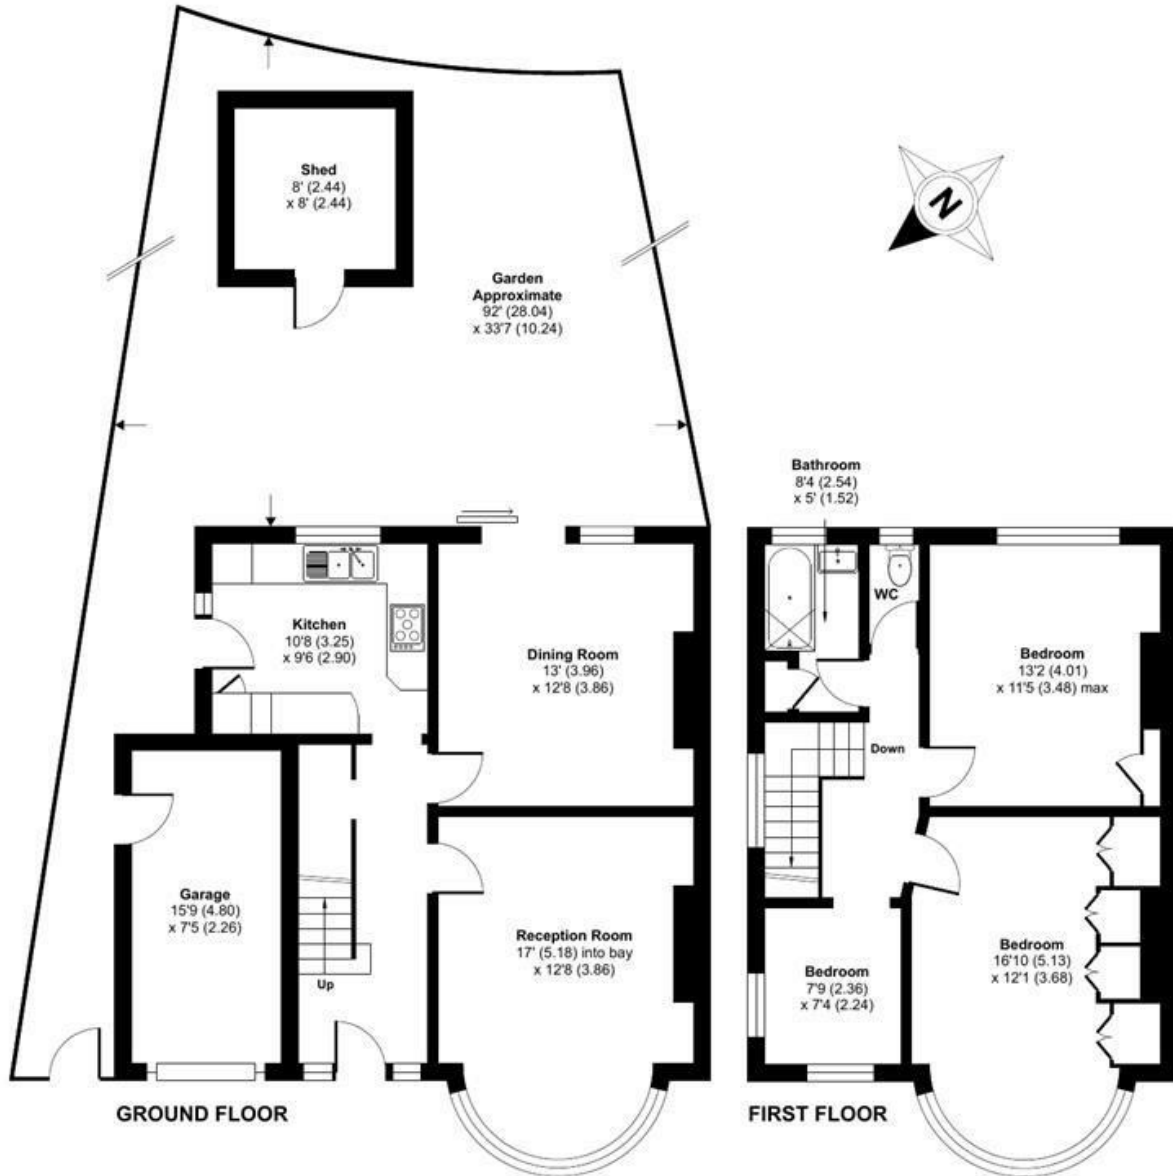 Shed
8' (2.44)
x 8' (2.44)
N
Garden
Approximate
92' (28.04)
x 33'7 (10.24)
Bathroom
8'4 (2.54)
x 5' (1.52)
WC
Kitchen
10'8 (3.25)
x 9'6 (2.90)
Dining Room
13' (3.96)
x 12'8 (3.86)
Bedroom
13'2 (4.01)
x 11'5 (3.48) max
Down
Garage
15'9 (4.80)
x 7'5 (2.26)
Up
Reception Room
17' (5.18) into bay
x 12'8 (3.86)
Bedroom
7'9 (2.36)
x 7'4 (2.24)
Bedroom
16'10 (5.13)
x 12'1 (3.68)
GROUND FLOOR
FIRST FLOOR